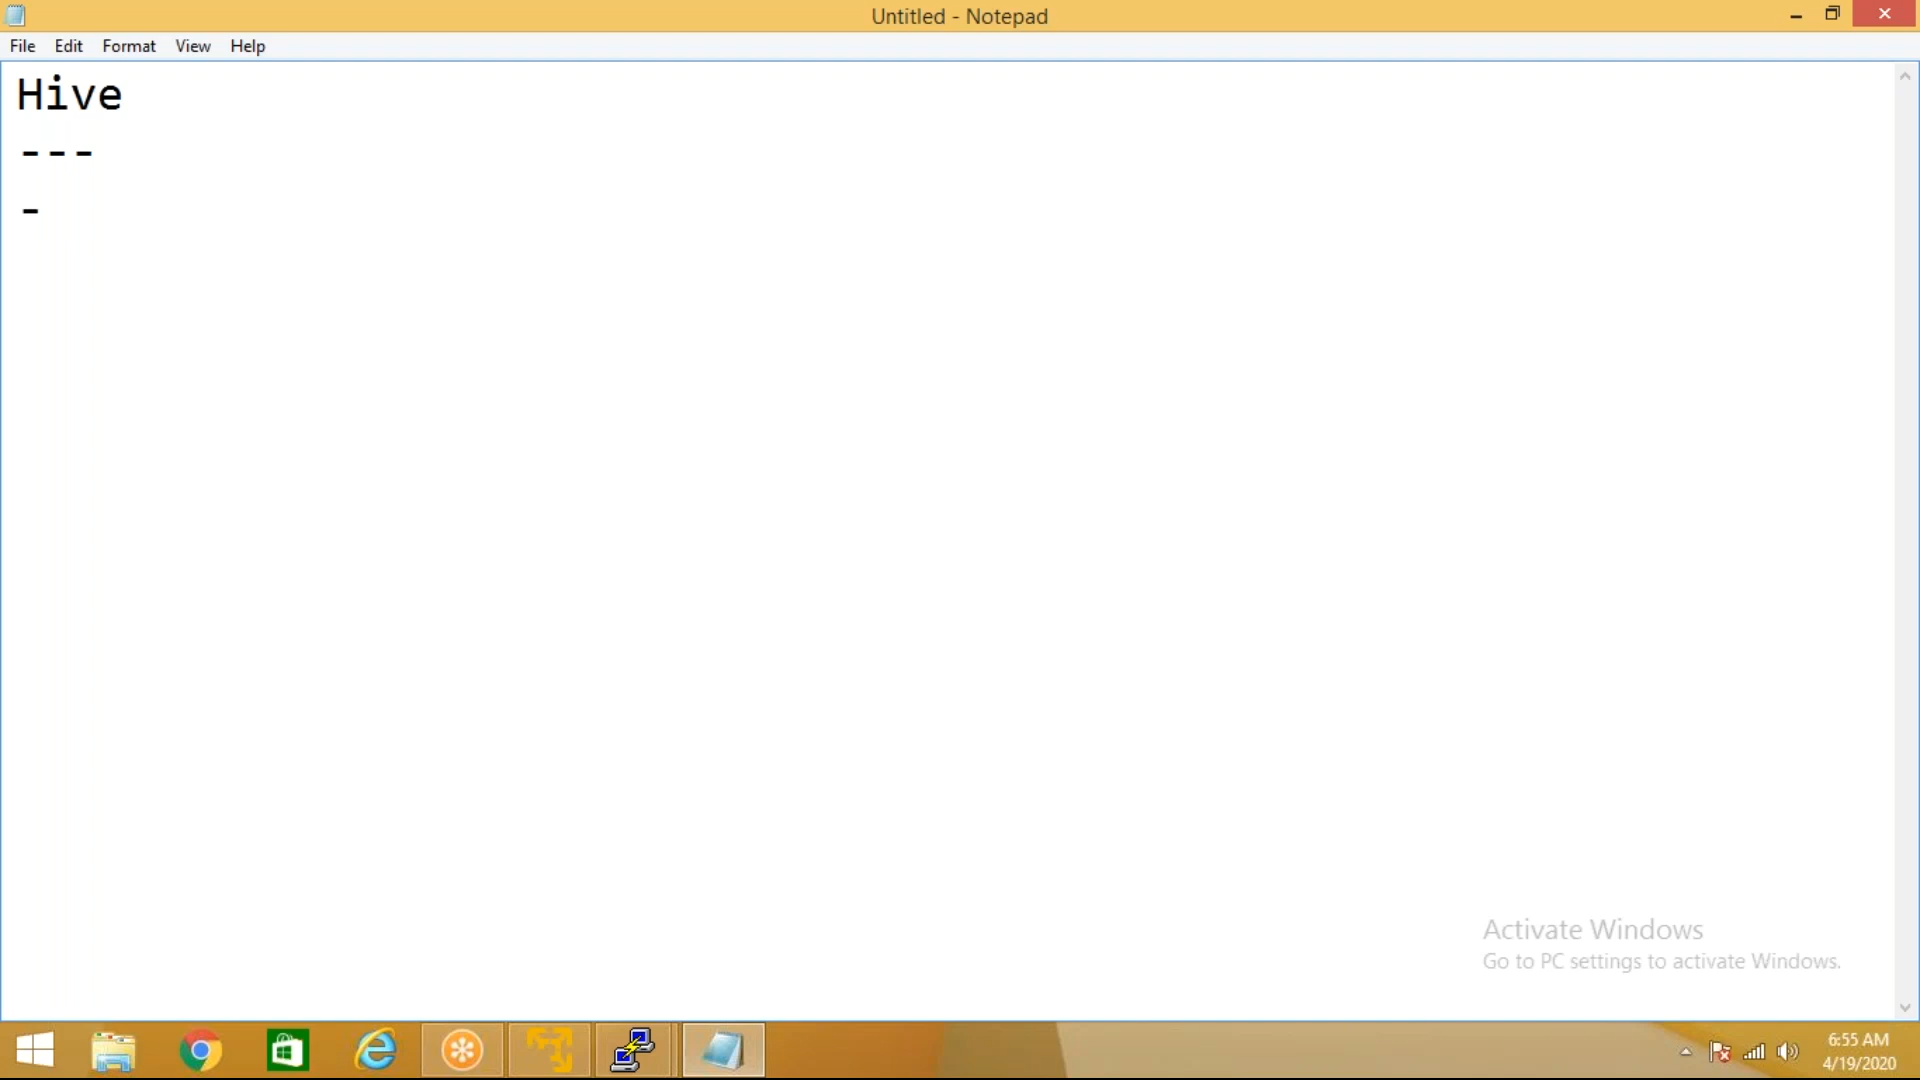 Untitled - Notepad
File Edit Format View Help
Hive
---
-
Activate Windows
Go to PC settings to activate Windows.
6:55 AM
4/19/2020